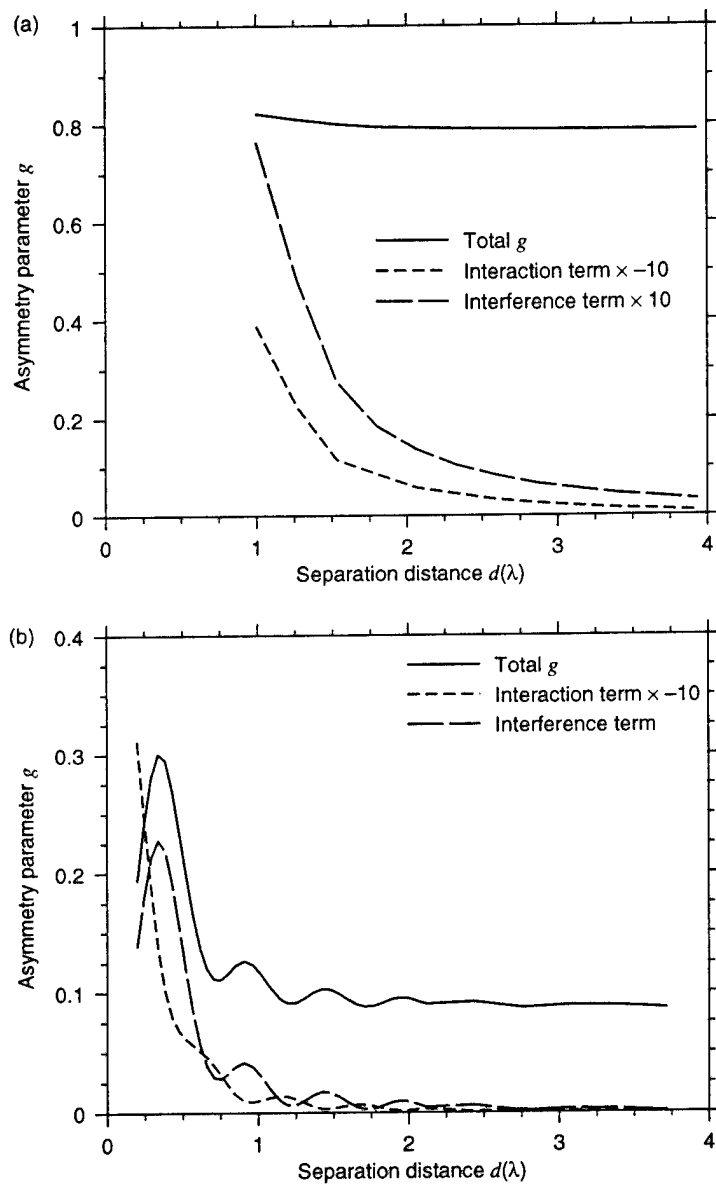 (a)
1
0.8
0.6
0.4
0.2
0
Asymmetry parameter g
Total g
Interaction term × −10
Interference term × 10
0 1 2 3 4
Separation distance d(λ)
(b)
0.4
0.3
0.2
0.1
0
Asymmetry parameter g
Total g
Interaction term × −10
Interference term
0 1 2 3 4
Separation distance d(λ)